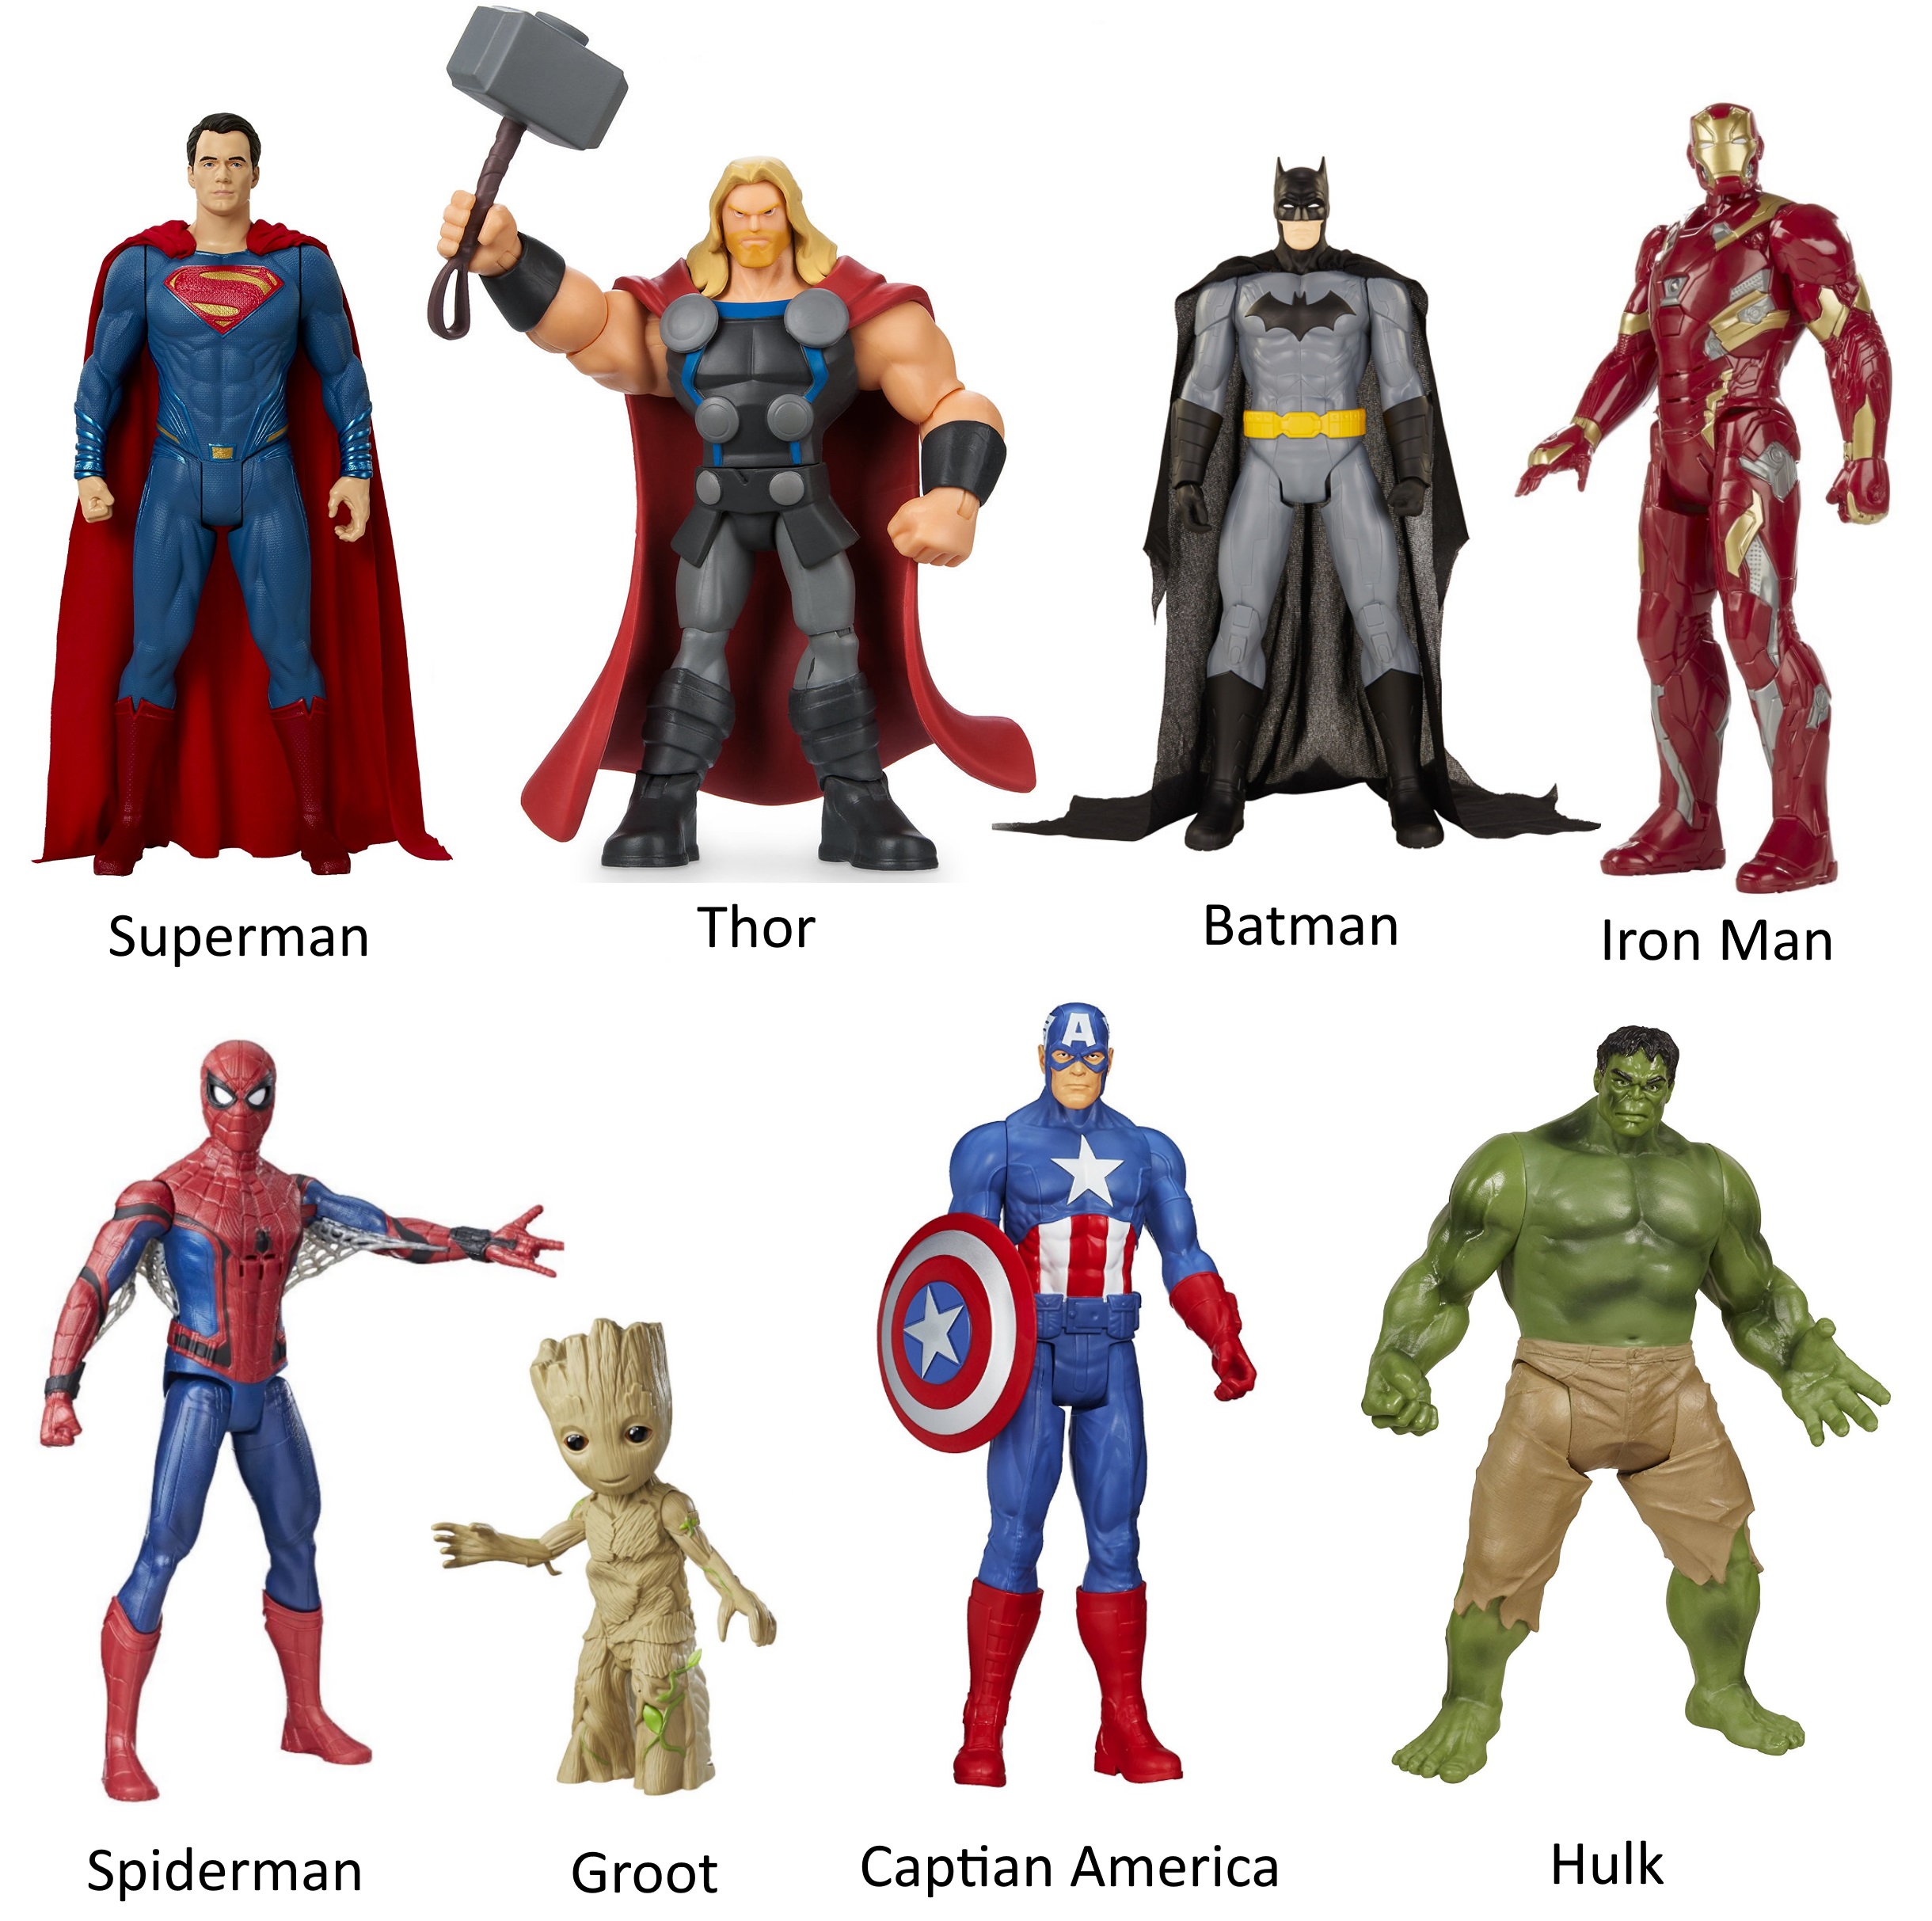 Superman
Thor
Batman
Iron Man
A
Spiderman
Groot
Captian America
Hulk